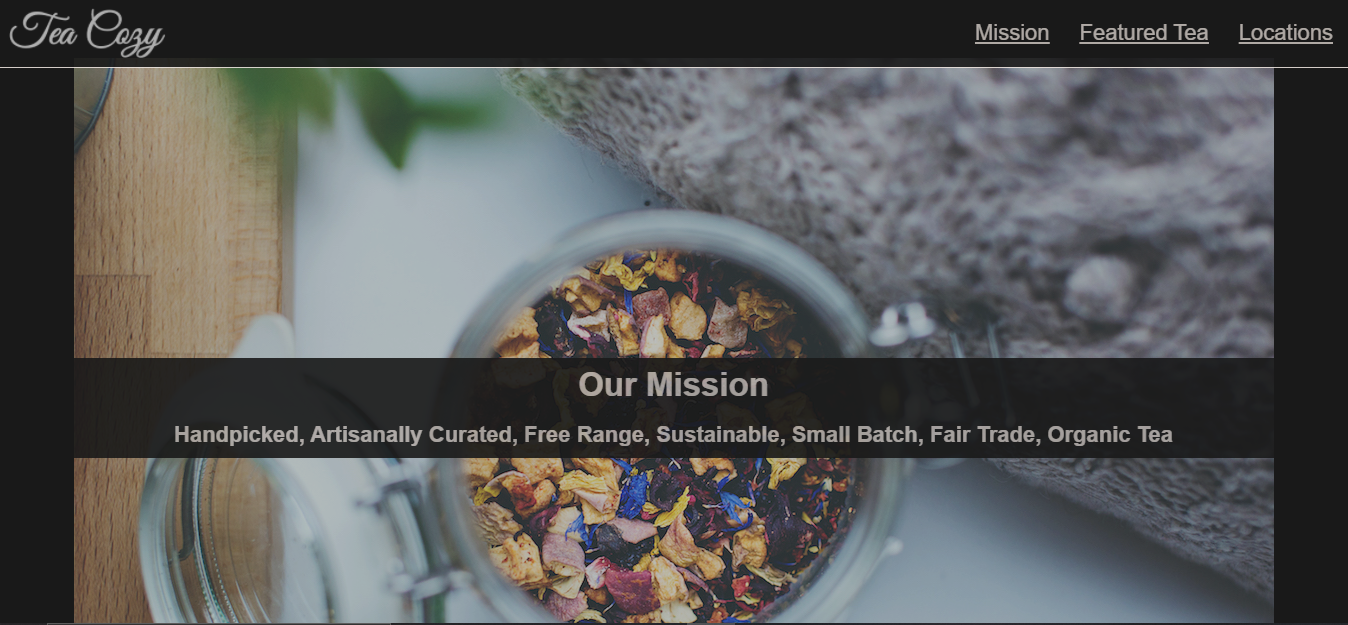 Tea Cozy
Mission Featured Tea Locations
Our Mission
Handpicked, Artisanally Curated, Free Range, Sustainable, Small Batch, Fair Trade, Organic Tea